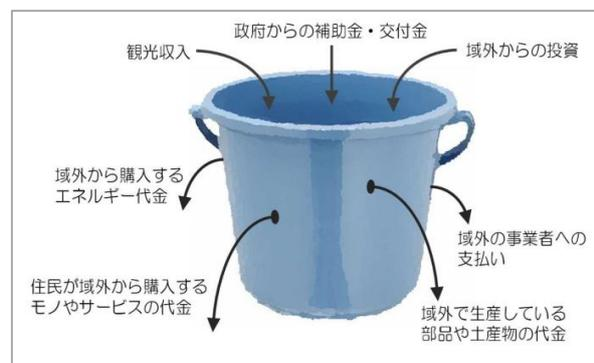 政府からの補助金・交付金
観光収入
域外からの投資
域外から購入する
エネルギー代金
域外の事業者への
支払い
住民が域外から購入する
モノやサービスの代金
域外で生産している
部品や土産物の代金